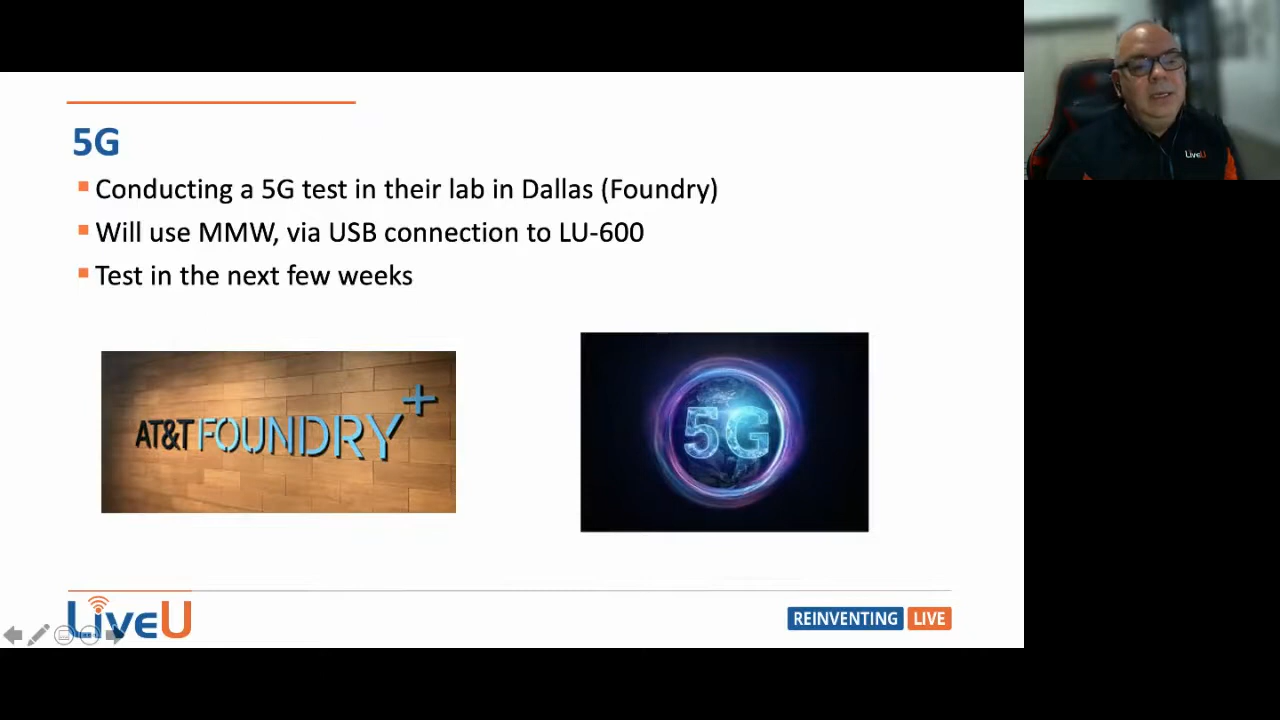 5G
Conducting a 5G test in their lab in Dallas (Foundry)
Will use MMW, via USB connection to LU-600
Test in the next few weeks
AT&T FOUNDRY+
5G
LiveU
REINVENTING LIVE
LiveU